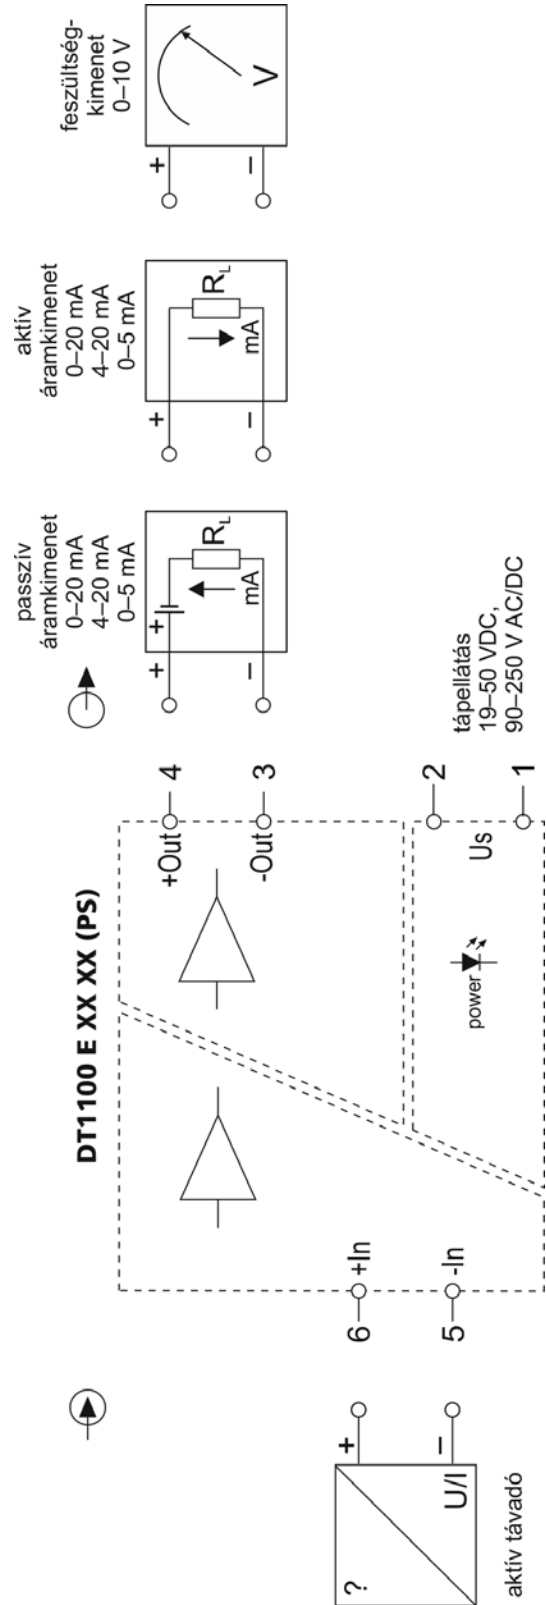 DT1100 E XX XX (PS)
?
U/I
+
–
aktív távadó
6
+In
5
-In
+Out
4
-Out
3
power
Us
2
1
tápellátás
19–50 VDC,
90–250 V AC/DC
passzív
áramkimenet
0–20 mA
4–20 mA
0–5 mA
+
–
+
mA
RL
aktív
áramkimenet
0–20 mA
4–20 mA
0–5 mA
+
–
mA
RL
feszültség-
kimenet
0–10 V
+
–
V